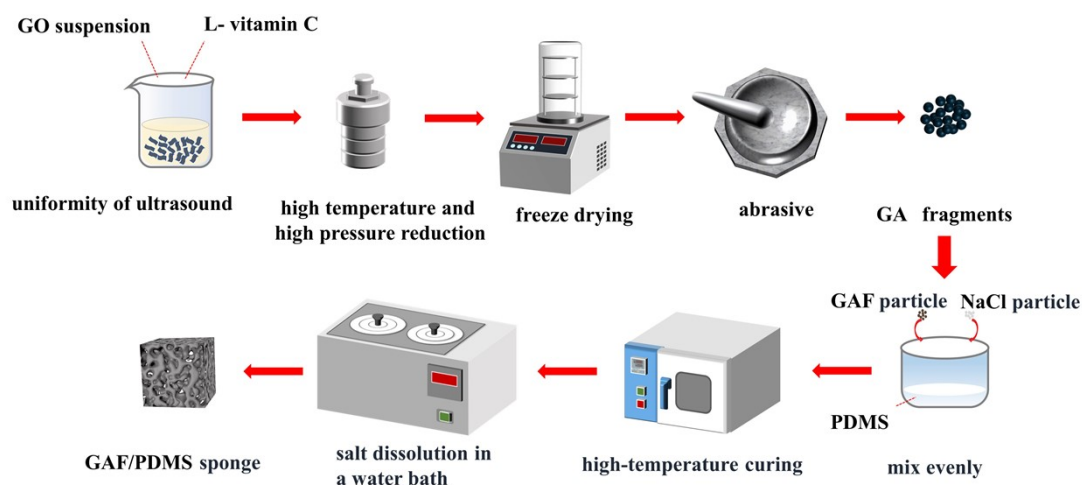 GO suspension
L- vitamin C
uniformity of ultrasound
high temperature and
high pressure reduction
freeze drying
abrasive
GA fragments
GAF particle
NaCl particle
PDMS
mix evenly
high-temperature curing
salt dissolution in
a water bath
GAF/PDMS sponge